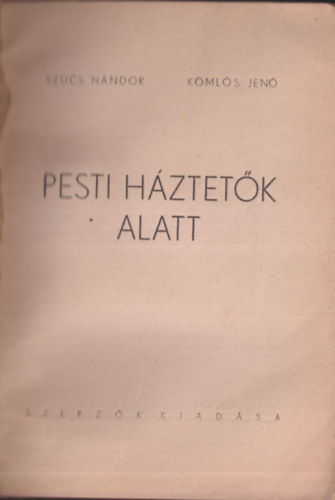 SZŰCS NÁNDOR KOMLÓS JENŐ
PESTI HÁZTETŐK
ALATT
SZERZŐK KIADÁSA